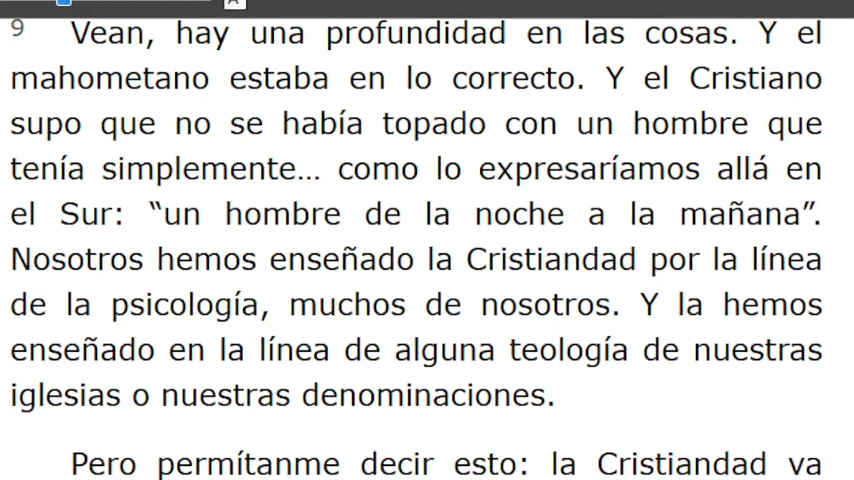 A
9 Vean, hay una profundidad en las cosas. Y el
mahometano estaba en lo correcto. Y el Cristiano
supo que no se había topado con un hombre que
tenía simplemente… como lo expresaríamos allá en
el Sur: “un hombre de la noche a la mañana”.
Nosotros hemos enseñado la Cristiandad por la línea
de la psicología, muchos de nosotros. Y la hemos
enseñado en la línea de alguna teología de nuestras
iglesias o nuestras denominaciones.
Pero permítanme decir esto: la Cristiandad va